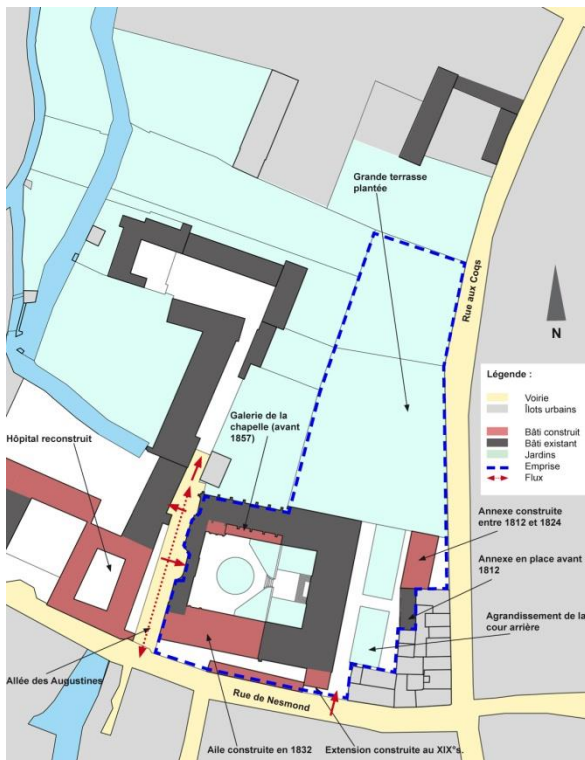 Grande terrasse
plantée
Rue aux Coqs
N
Légende :
Voirie
Îlots urbains
Bâti construit
Bâti existant
Jardins
Emprise
Flux
Galerie de la
chapelle (avant
1857)
Hôpital reconstruit
Annexe construite
entre 1812 et 1824
Annexe en place avant
1812
Agrandissement de la
cour arrière
Allée des Augustines
Rue de Nesmond
Aile construite en 1832
Extension construite au XIX°s.